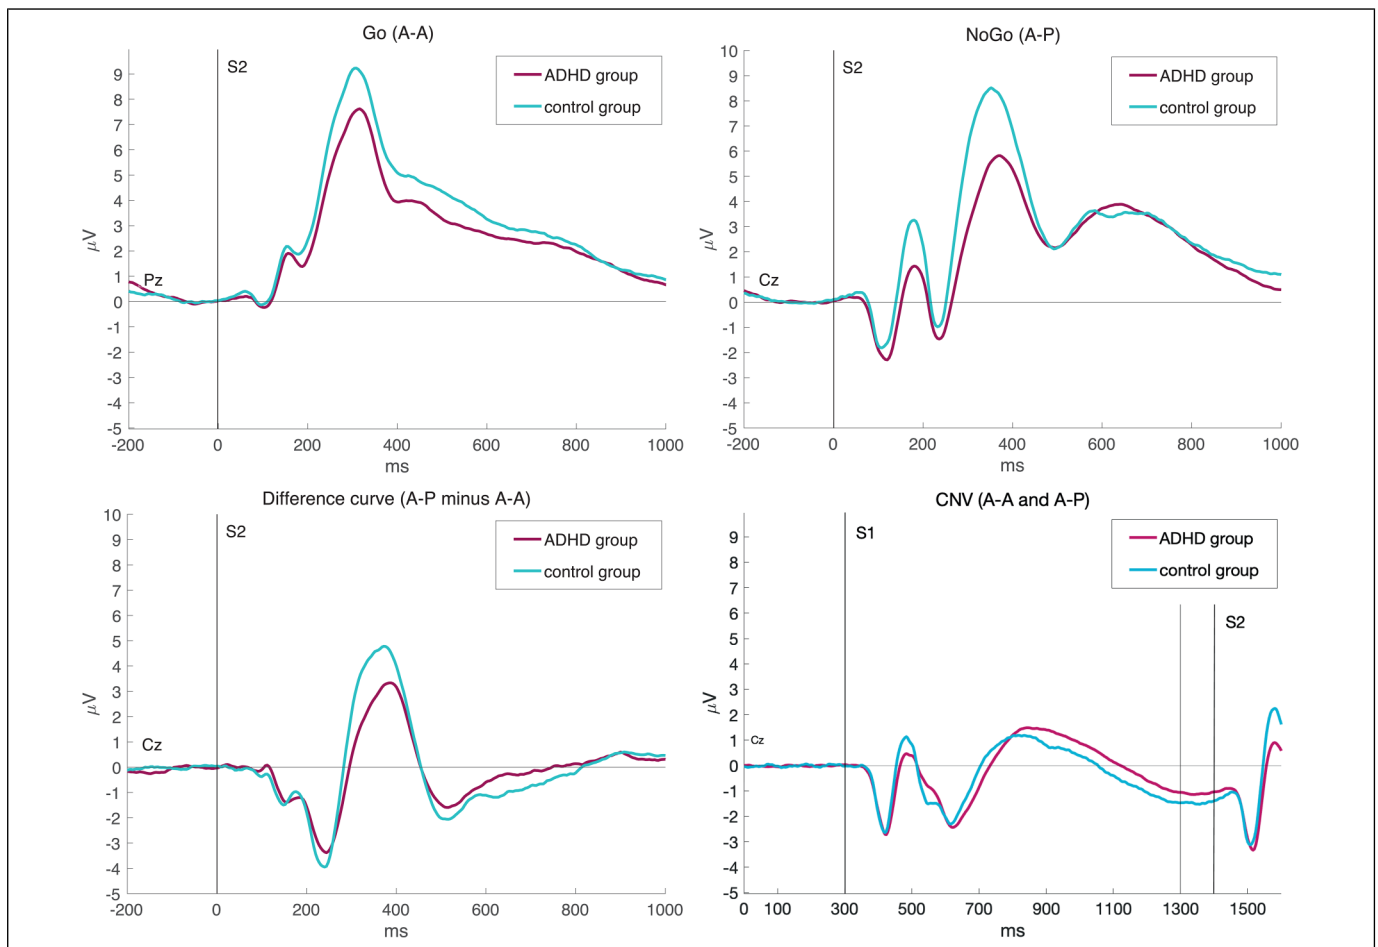 Go (A-A)
S2
ADHD group
control group
9
8
7
6
5
4
3
2
1
0
-1
-2
-3
-4
-5
μV
Pz
-200 0 200 400 600 800 1000
ms
NoGo (A-P)
S2
ADHD group
control group
10
9
8
7
6
5
4
3
2
1
0
-1
-2
-3
-4
-5
μV
Cz
-200 0 200 400 600 800 1000
ms
Difference curve (A-P minus A-A)
S2
ADHD group
control group
10
9
8
7
6
5
4
3
2
1
0
-1
-2
-3
-4
-5
μV
Cz
-200 0 200 400 600 800 1000
ms
CNV (A-A and A-P)
S1
ADHD group
control group
S2
9
8
7
6
5
4
3
2
1
0
-1
-2
-3
-4
-5
μV
Cz
0 100 300 500 700 900 1100 1300 1500
ms